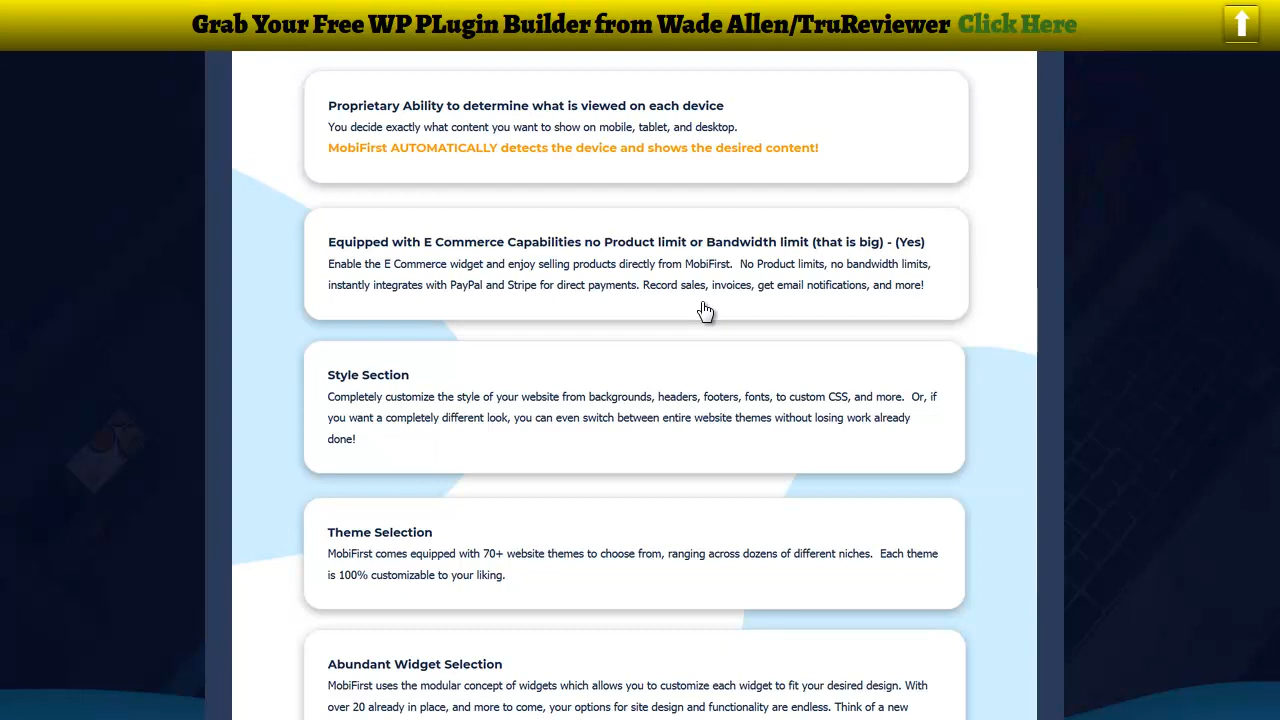 Grab Your Free WP PLugin Builder from Wade Allen/TruReviewer Click Here
Proprietary Ability to determine what is viewed on each device
You decide exactly what content you want to show on mobile, tablet, and desktop.
MobiFirst AUTOMATICALLY detects the device and shows the desired content!
Equipped with E Commerce Capabilities no Product limit or Bandwidth limit (that is big) - (Yes)
Enable the E Commerce widget and enjoy selling products directly from MobiFirst. No Product limits, no bandwidth limits,
instantly integrates with PayPal and Stripe for direct payments. Record sales, invoices, get email notifications, and more!
Style Section
Completely customize the style of your website from backgrounds, headers, footers, fonts, to custom CSS, and more. Or, if
you want a completely different look, you can even switch between entire website themes without losing work already
done!
Theme Selection
MobiFirst comes equipped with 70+ website themes to choose from, ranging across dozens of different niches. Each theme
is 100% customizable to your liking.
Abundant Widget Selection
MobiFirst uses the modular concept of widgets which allows you to customize each widget to fit your desired design. With
over 20 already in place, and more to come, your options for site design and functionality are endless. Think of a new